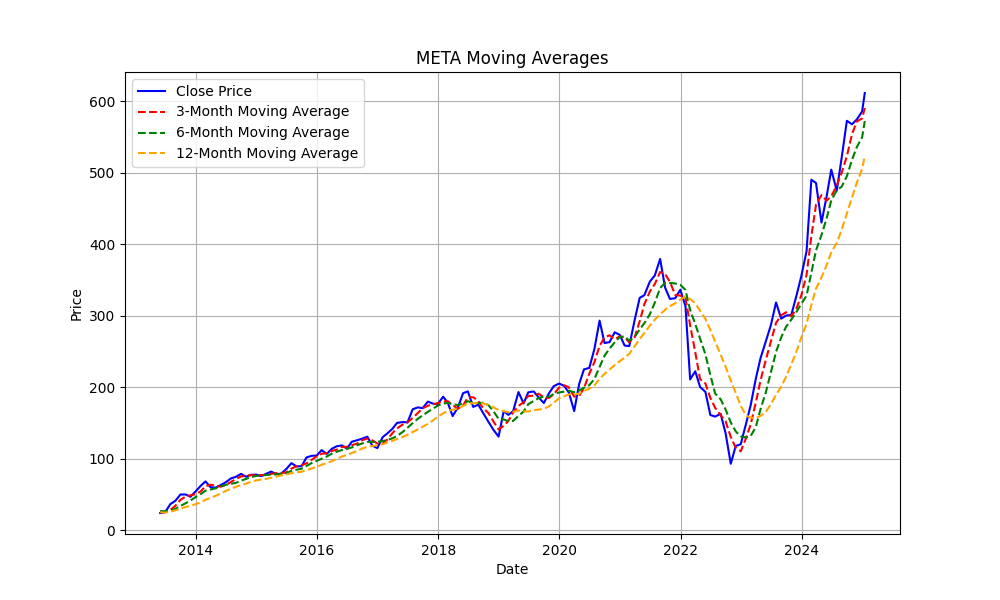 META Moving Averages
Close Price
3-Month Moving Average
6-Month Moving Average
12-Month Moving Average
600
500
400
300
200
100
0
Price
2014 2016 2018 2020 2022 2024
Date